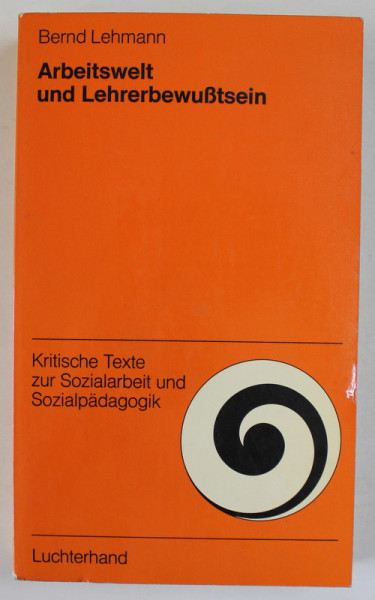 Bernd Lehmann
Arbeitswelt
und Lehrerbewußtsein
Kritische Texte
zur Sozialarbeit und
Sozialpädagogik
Luchterhand